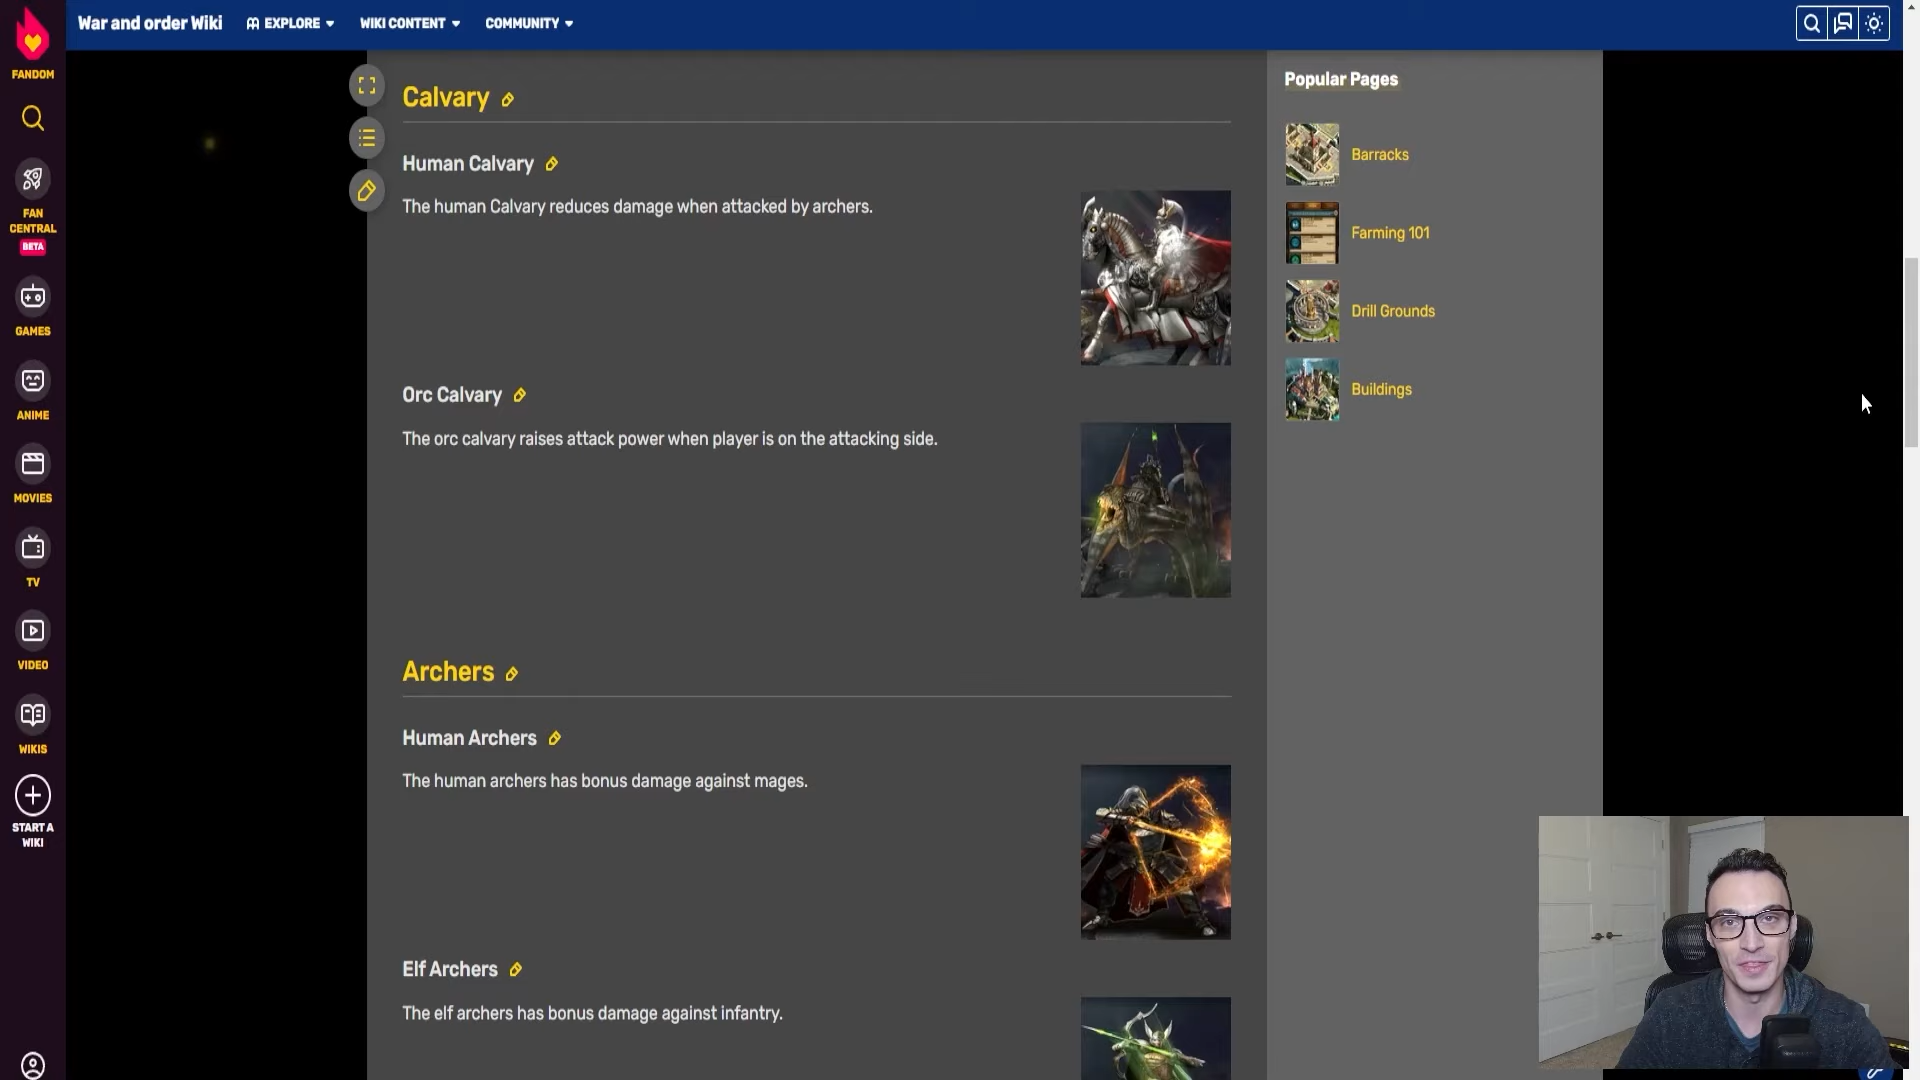 War and order Wiki
EXPLORE
WIKI CONTENT
COMMUNITY
FANDOM
FAN
CENTRAL
BETA
GAMES
ANIME
MOVIES
TV
VIDEO
WIKIS
START A
WIKI
Calvary
Human Calvary
The human Calvary reduces damage when attacked by archers.
Orc Calvary
The orc calvary raises attack power when player is on the attacking side.
Archers
Human Archers
The human archers has bonus damage against mages.
Elf Archers
The elf archers has bonus damage against infantry.
Popular Pages
Barracks
Farming 101
Drill Grounds
Buildings